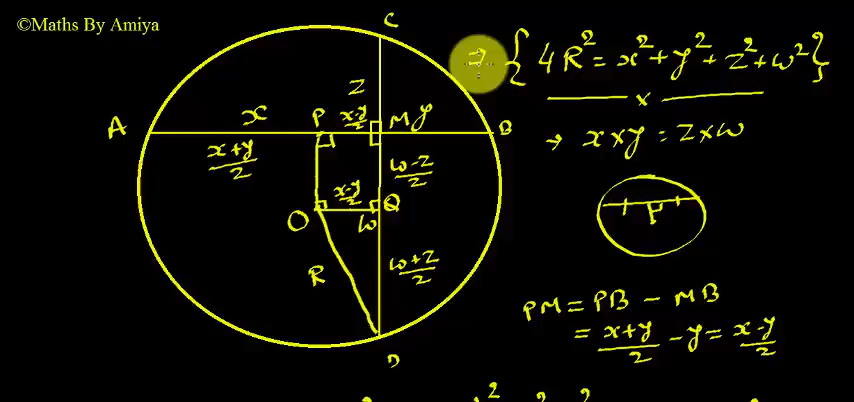 ©Maths By Amiya
C
⇒ { 4R² = x² + y² + z² + w² }
x
z
x
P
x-y/2
M
y
A
B
→ x × y = z × w
x+y/2
w-z/2
x-y/2
O
Q
w
P
R
w+z/2
PM = PB - MB
= x+y/2 - y = x-y/2
D